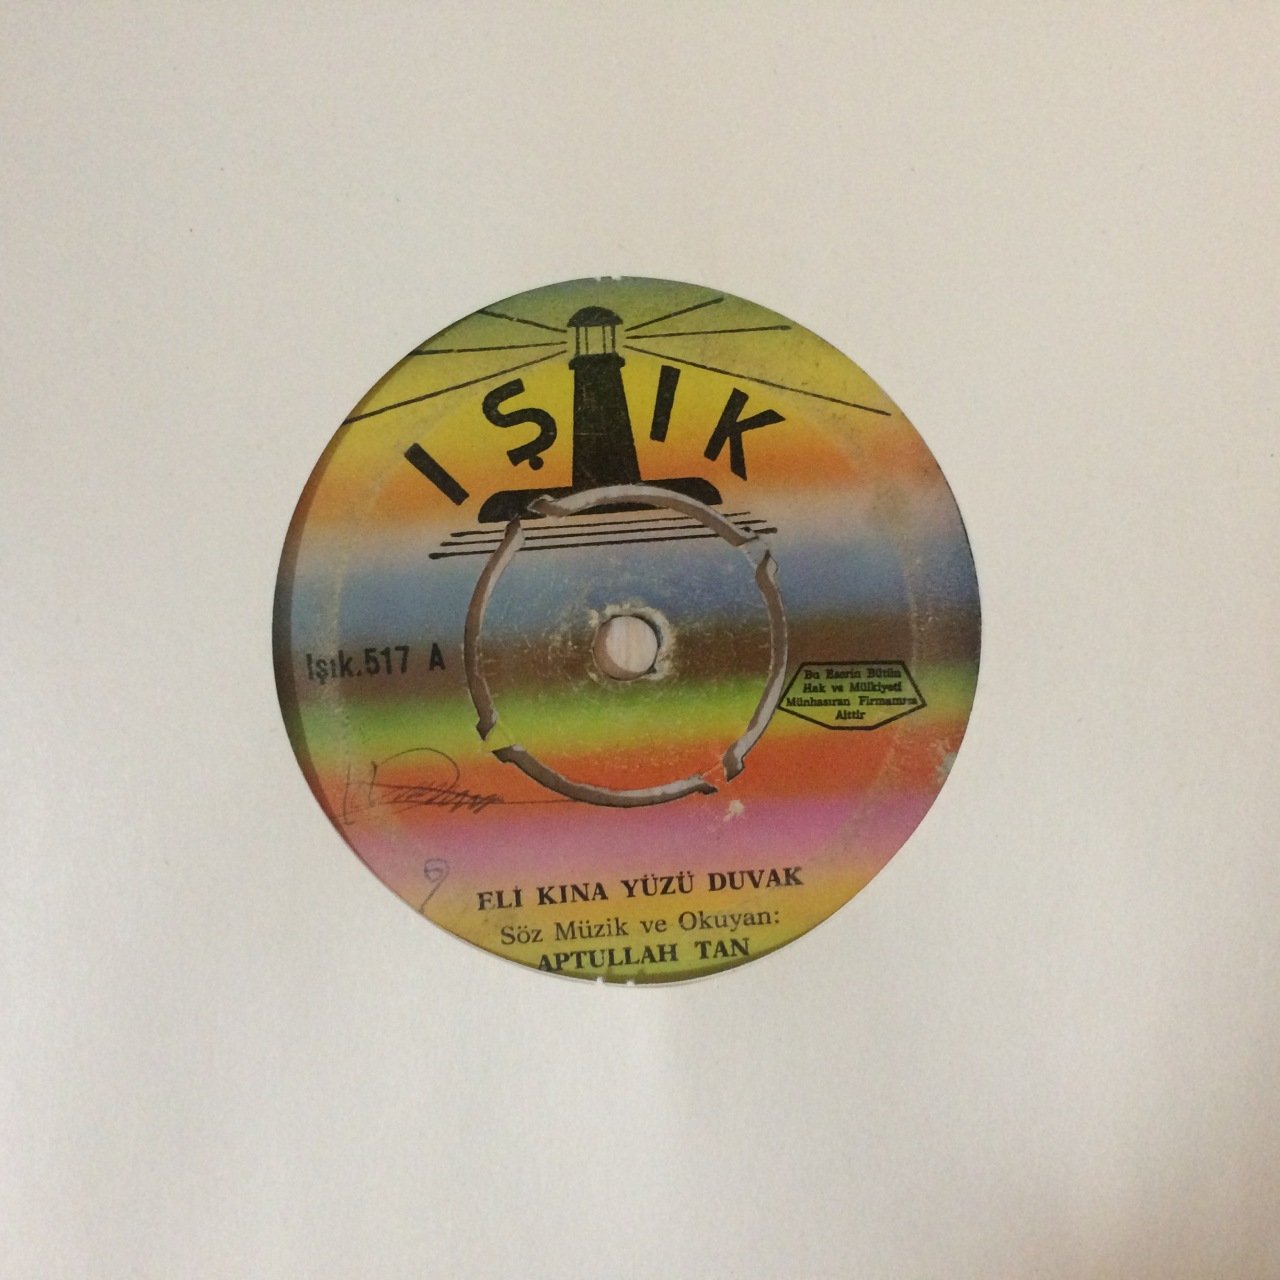 IŞIK
Işık.517 A
Bu Eserin Bütün
Hak ve Mülkiyeti
Münhasıran Firmamıza
Aittir
ELİ KINA YÜZÜ DUVAK
Söz Müzik ve Okuyan:
APTULLAH TAN